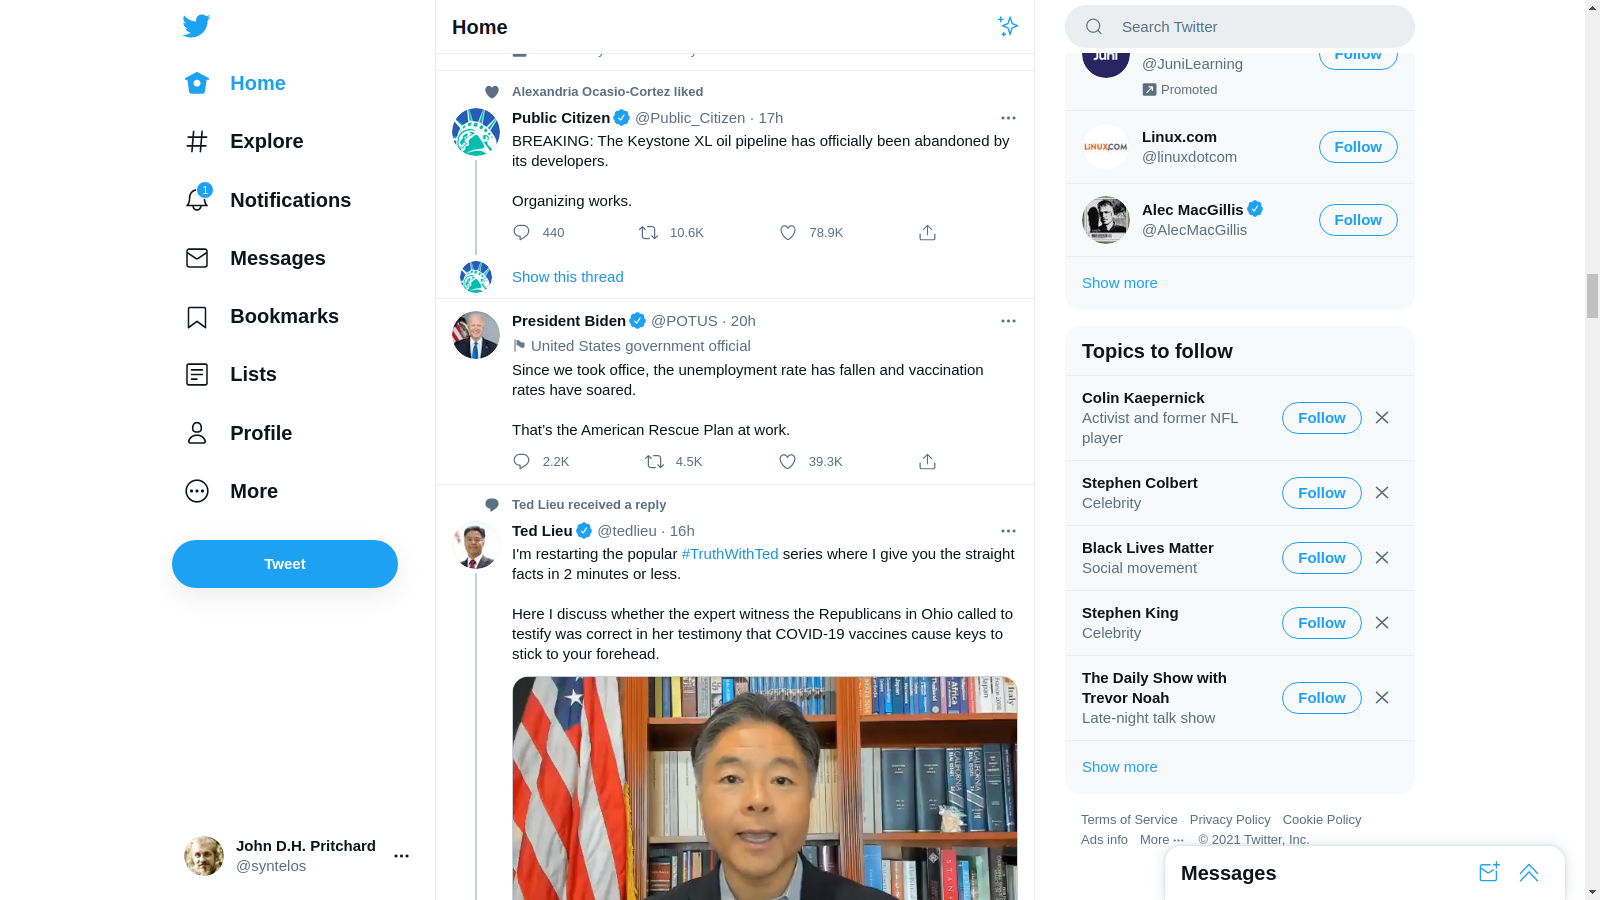 Home
Explore
1
Notifications
Messages
Bookmarks
Lists
Profile
More
Tweet
John D.H. Pritchard
@syntelos
Home
Alexandria Ocasio-Cortez liked
Public Citizen @Public_Citizen · 17h
BREAKING: The Keystone XL oil pipeline has officially been abandoned by
its developers.
Organizing works.
440 10.6K 78.9K
Show this thread
President Biden @POTUS · 20h
United States government official
Since we took office, the unemployment rate has fallen and vaccination
rates have soared.
That’s the American Rescue Plan at work.
2.2K 4.5K 39.3K
Ted Lieu received a reply
Ted Lieu @tedlieu · 16h
I'm restarting the popular #TruthWithTed series where I give you the straight
facts in 2 minutes or less.
Here I discuss whether the expert witness the Republicans in Ohio called to
testify was correct in her testimony that COVID-19 vaccines cause keys to
stick to your forehead.
Search Twitter
Juni
@JuniLearning
Follow
Promoted
LINUX.COM
Linux.com
@linuxdotcom
Follow
Alec MacGillis
@AlecMacGillis
Follow
Show more
Topics to follow
Colin Kaepernick
Activist and former NFL
player
Follow
Stephen Colbert
Celebrity
Follow
Black Lives Matter
Social movement
Follow
Stephen King
Celebrity
Follow
The Daily Show with
Trevor Noah
Late-night talk show
Follow
Show more
Terms of Service Privacy Policy Cookie Policy
Ads info More ··· © 2021 Twitter, Inc.
Messages